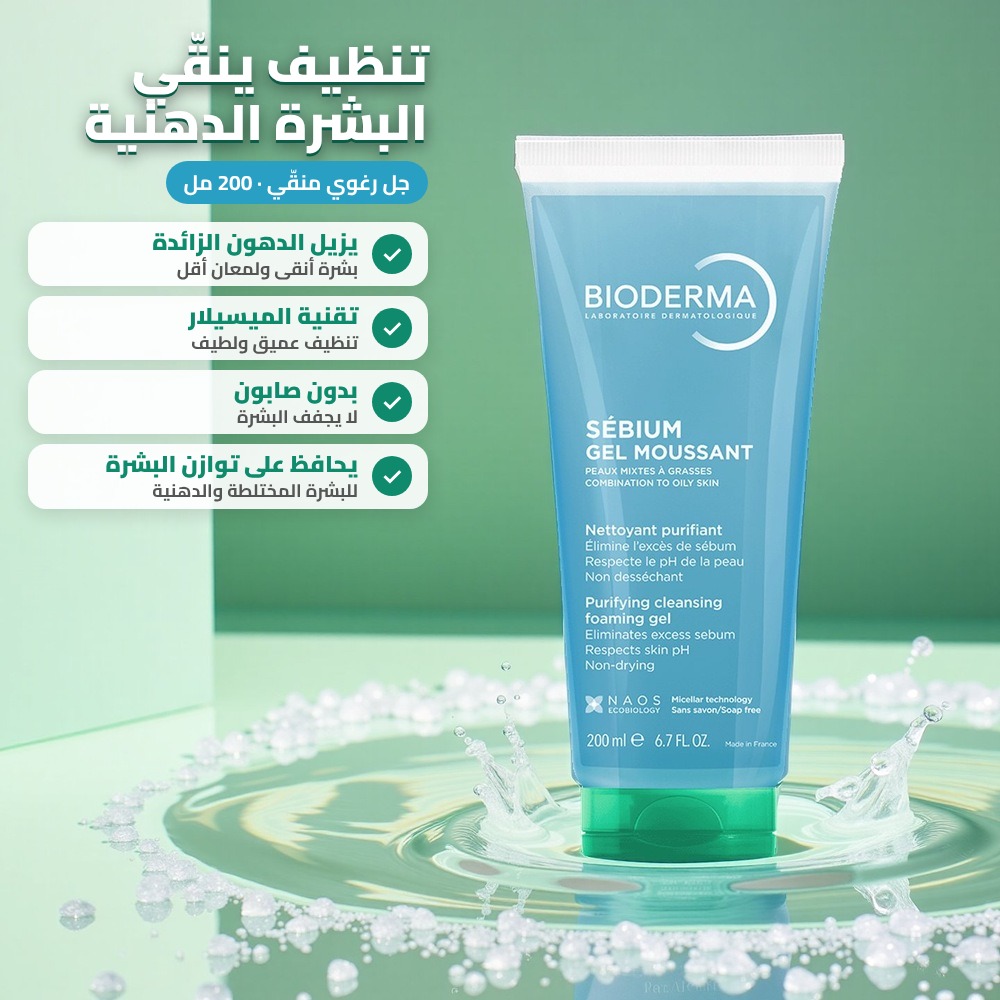 تنظيف ينقّي
البشرة الدهنية
جل رغوي منقّي · 200 مل
يزيل الدهون الزائدة
بشرة أنقى ولمعان أقل
تقنية الميسيلار
تنظيف عميق ولطيف
بدون صابون
لا يجفف البشرة
يحافظ على توازن البشرة
للبشرة المختلطة والدهنية
BIODERMA
LABORATOIRE DERMATOLOGIQUE
SÉBIUM
GEL MOUSSANT
PEAUX MIXTES À GRASSES
COMBINATION TO OILY SKIN
Nettoyant purifiant
Élimine l'excès de sébum
Respecte le pH de la peau
Non desséchant
Purifying cleansing
foaming gel
Eliminates excess sebum
Respects skin pH
Non-drying
NAOS
ECOBIOLOGY
Micellar technology
Sans savon/Soap free
200 ml e 6.7 FL. OZ.
Made in France